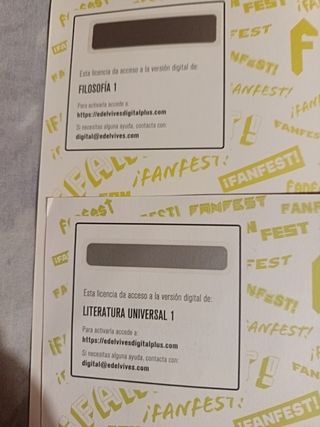 Esta licencia da acceso a la versión digital de:
FILOSOFÍA 1
Para activarla accede a:
https://edelvivesdigitalplus.com
Si necesitas alguna ayuda, contacta con:
digital@edelvives.com
FEST
¡FANFEST!
FANFEST
¡FANFEST!
¡FANFEST!
FANFEST!
FEST
FANFEST
FEST
Esta licencia da acceso a la versión digital de:
LITERATURA UNIVERSAL 1
Para activarla accede a:
https://edelvivesdigitalplus.com
Si necesitas alguna ayuda, contacta con:
digital@edelvives.com
FANFEST!
¡FANFEST!